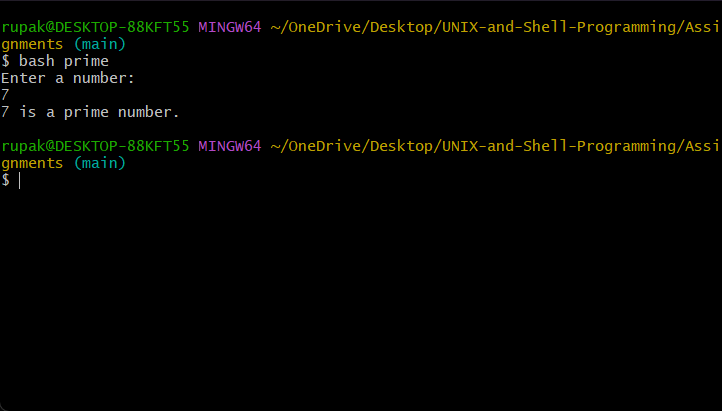 rupak@DESKTOP-88KFT55 MINGW64 ~/OneDrive/Desktop/UNIX-and-Shell-Programming/Assi
gnments (main)
$ bash prime
Enter a number:
7
7 is a prime number.
rupak@DESKTOP-88KFT55 MINGW64 ~/OneDrive/Desktop/UNIX-and-Shell-Programming/Assi
gnments (main)
$